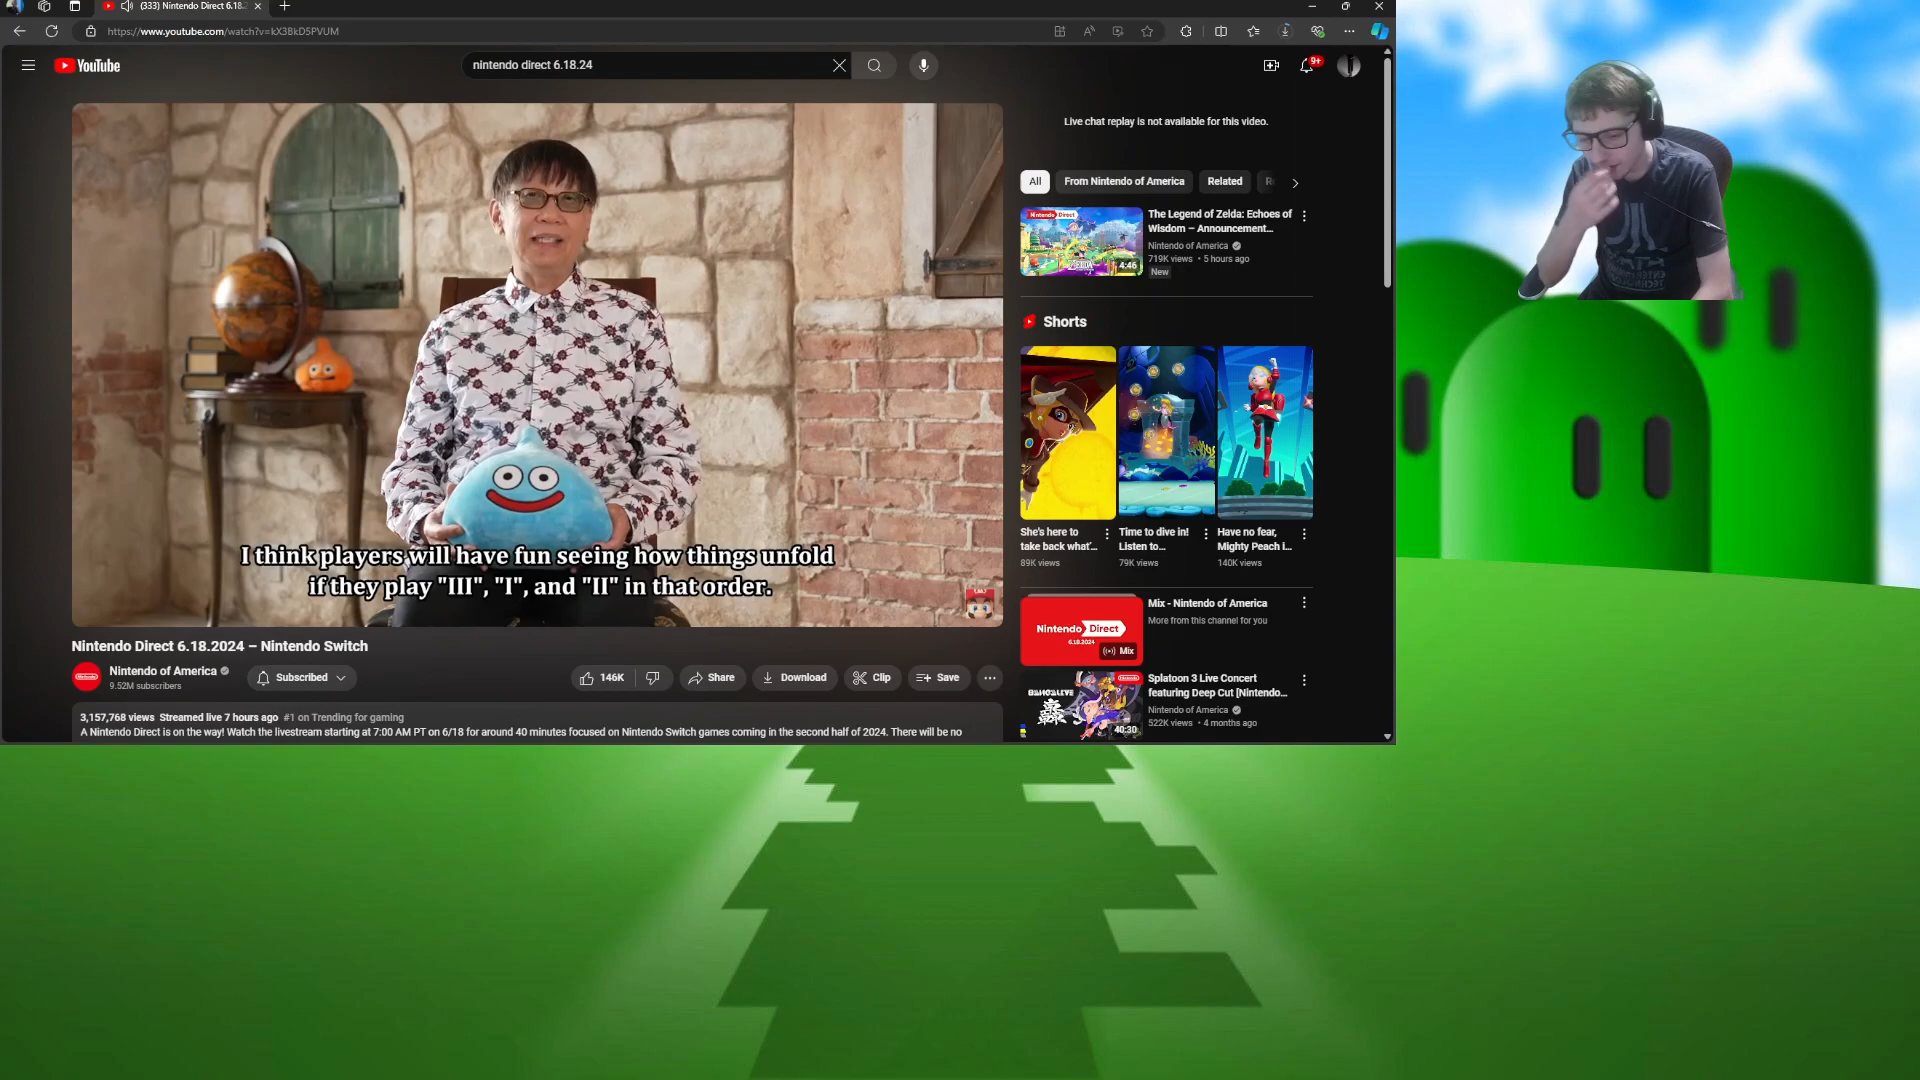 (333) Nintendo Direct 6.18.2
https://www.youtube.com/watch?v=kX3BkD5PVUM
YouTube
nintendo direct 6.18.24
9+
Live chat replay is not available for this video.
All
From Nintendo of America
Related
Nintendo Direct
ZELDA
4:46
The Legend of Zelda: Echoes of
Wisdom – Announcement...
Nintendo of America
719K views • 5 hours ago
New
Shorts
She's here to
take back what'...
89K views
Time to dive in!
Listen to...
79K views
Have no fear,
Mighty Peach i...
140K views
I think players will have fun seeing how things unfold
if they play "III", "I", and "II" in that order.
Nintendo Direct
6.18.2024
Mix
Mix - Nintendo of America
More from this channel for you
40:30
Splatoon 3 Live Concert
featuring Deep Cut [Nintendo...
Nintendo of America
522K views • 4 months ago
Nintendo Direct 6.18.2024 – Nintendo Switch
Nintendo of America
9.52M subscribers
Subscribed
146K
Share
Download
Clip
Save
3,157,768 views Streamed live 7 hours ago #1 on Trending for gaming
A Nintendo Direct is on the way! Watch the livestream starting at 7:00 AM PT on 6/18 for around 40 minutes focused on Nintendo Switch games coming in the second half of 2024. There will be no
ATARI